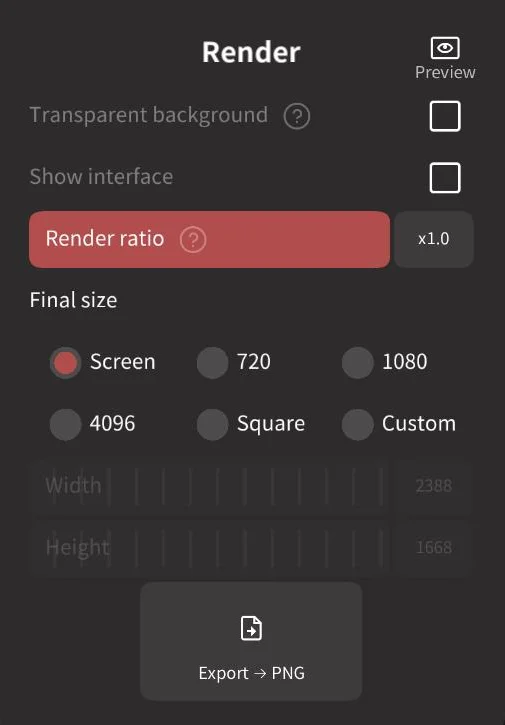 Render
Preview
Transparent background ?
Show interface
Render ratio ? x1.0
Final size
Screen 720 1080
4096 Square Custom
Width 2388
Height 1668
Export → PNG